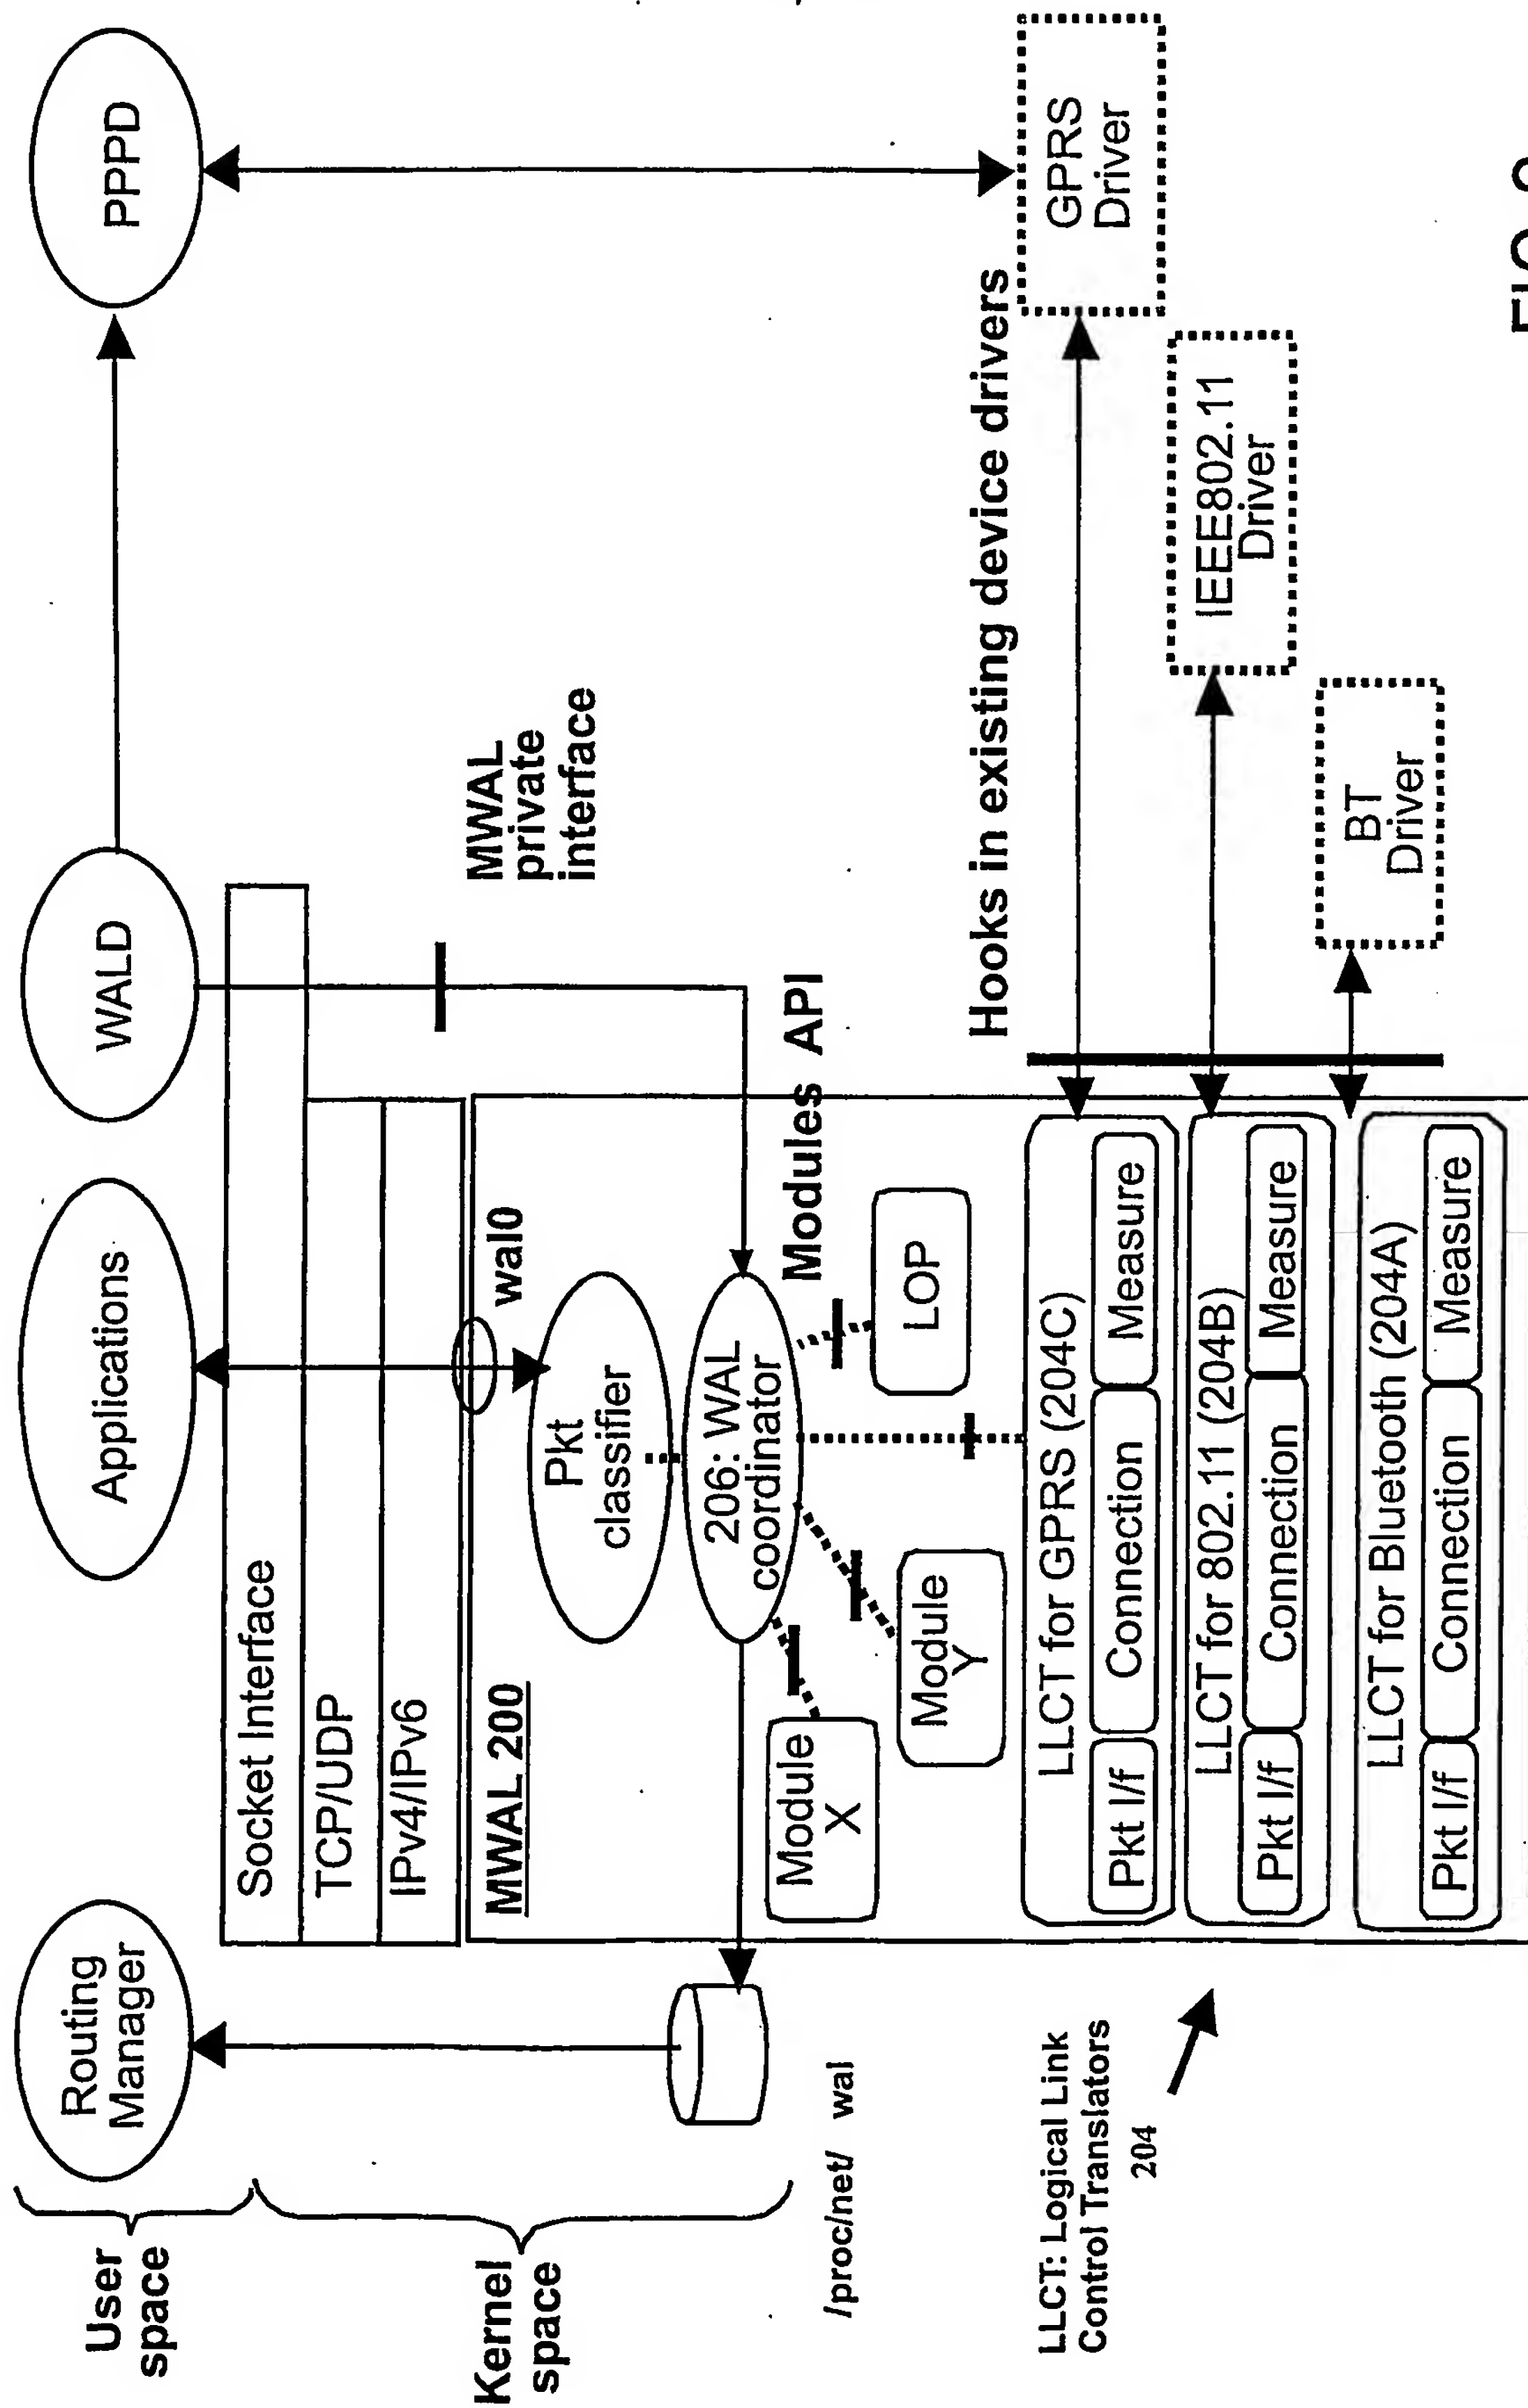 User
space
Routing
Manager
Applications
WALD
PPPD
Socket Interface
TCP/UDP
IPv4/IPv6
Kernel
space
MWAL 200
wal0
MWAL
private
interface
Pkt
classifier
206: WAL
coordinator
Modules API
/proc/net/ wal
Module
X
Module
Y
LOP
Hooks in existing device drivers
LLCT: Logical Link
Control Translators
204
LLCT for GPRS (204C)
Pkt I/f
Connection
Measure
GPRS
Driver
LLCT for 802.11 (204B)
Pkt I/f
Connection
Measure
IEEE802.11
Driver
LLCT for Bluetooth (204A)
Pkt I/f
Connection
Measure
BT
Driver
FIG